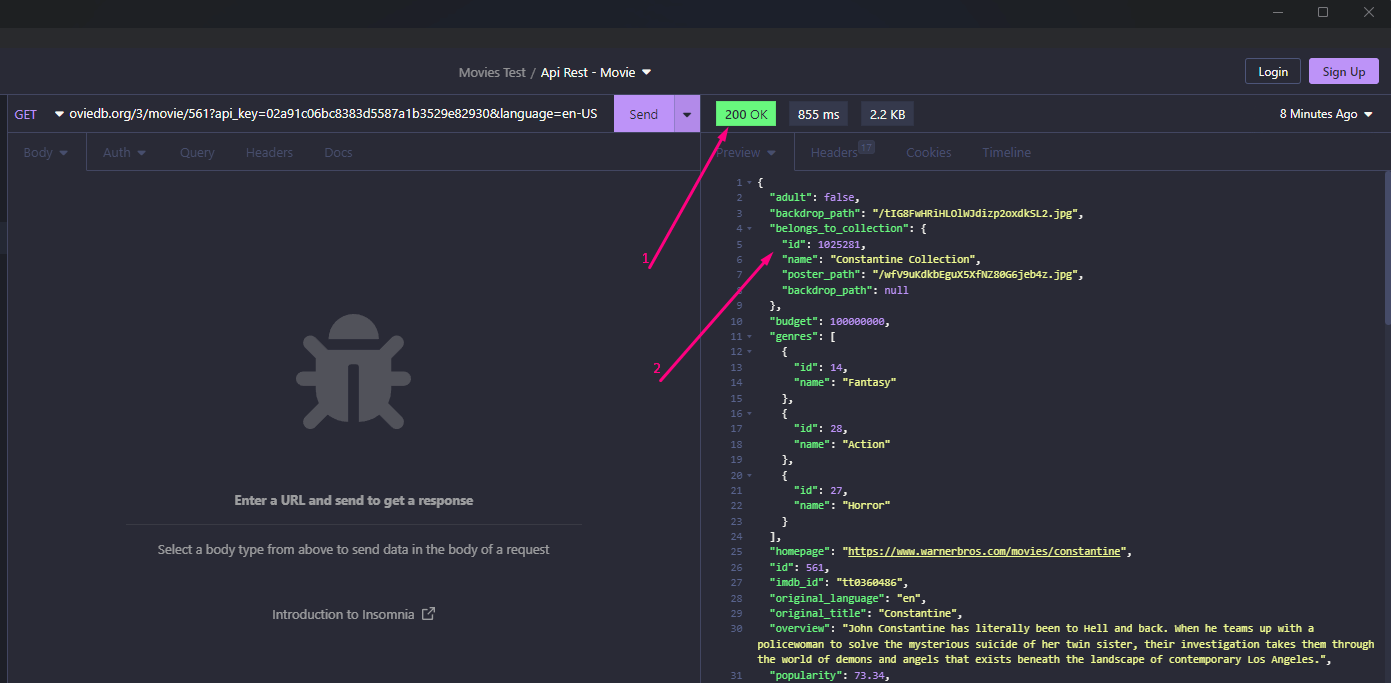 Movies Test / Api Rest - Movie
Login
Sign Up
GET
oviedb.org/3/movie/561?api_key=02a91c06bc8383d5587a1b3529e82930&language=en-US
Send
200 OK
855 ms
2.2 KB
8 Minutes Ago
Body
Auth
Query
Headers
Docs
Preview
Headers 17
Cookies
Timeline
1
2
Enter a URL and send to get a response
Select a body type from above to send data in the body of a request
Introduction to Insomnia
1 {
2 "adult": false,
3 "backdrop_path": "/tIG8FwHRiHLOlWJdizp2oxdkSL2.jpg",
4 "belongs_to_collection": {
5 "id": 1025281,
6 "name": "Constantine Collection",
7 "poster_path": "/wfV9uKdkbEguX5XfNZ80G6jeb4z.jpg",
8 "backdrop_path": null
9 },
10 "budget": 100000000,
11 "genres": [
12 {
13 "id": 14,
14 "name": "Fantasy"
15 },
16 {
17 "id": 28,
18 "name": "Action"
19 },
20 {
21 "id": 27,
22 "name": "Horror"
23 }
24 ],
25 "homepage": "https://www.warnerbros.com/movies/constantine",
26 "id": 561,
27 "imdb_id": "tt0360486",
28 "original_language": "en",
29 "original_title": "Constantine",
30 "overview": "John Constantine has literally been to Hell and back. When he teams up with a
policewoman to solve the mysterious suicide of her twin sister, their investigation takes them through
the world of demons and angels that exists beneath the landscape of contemporary Los Angeles.",
31 "popularity": 73.34,